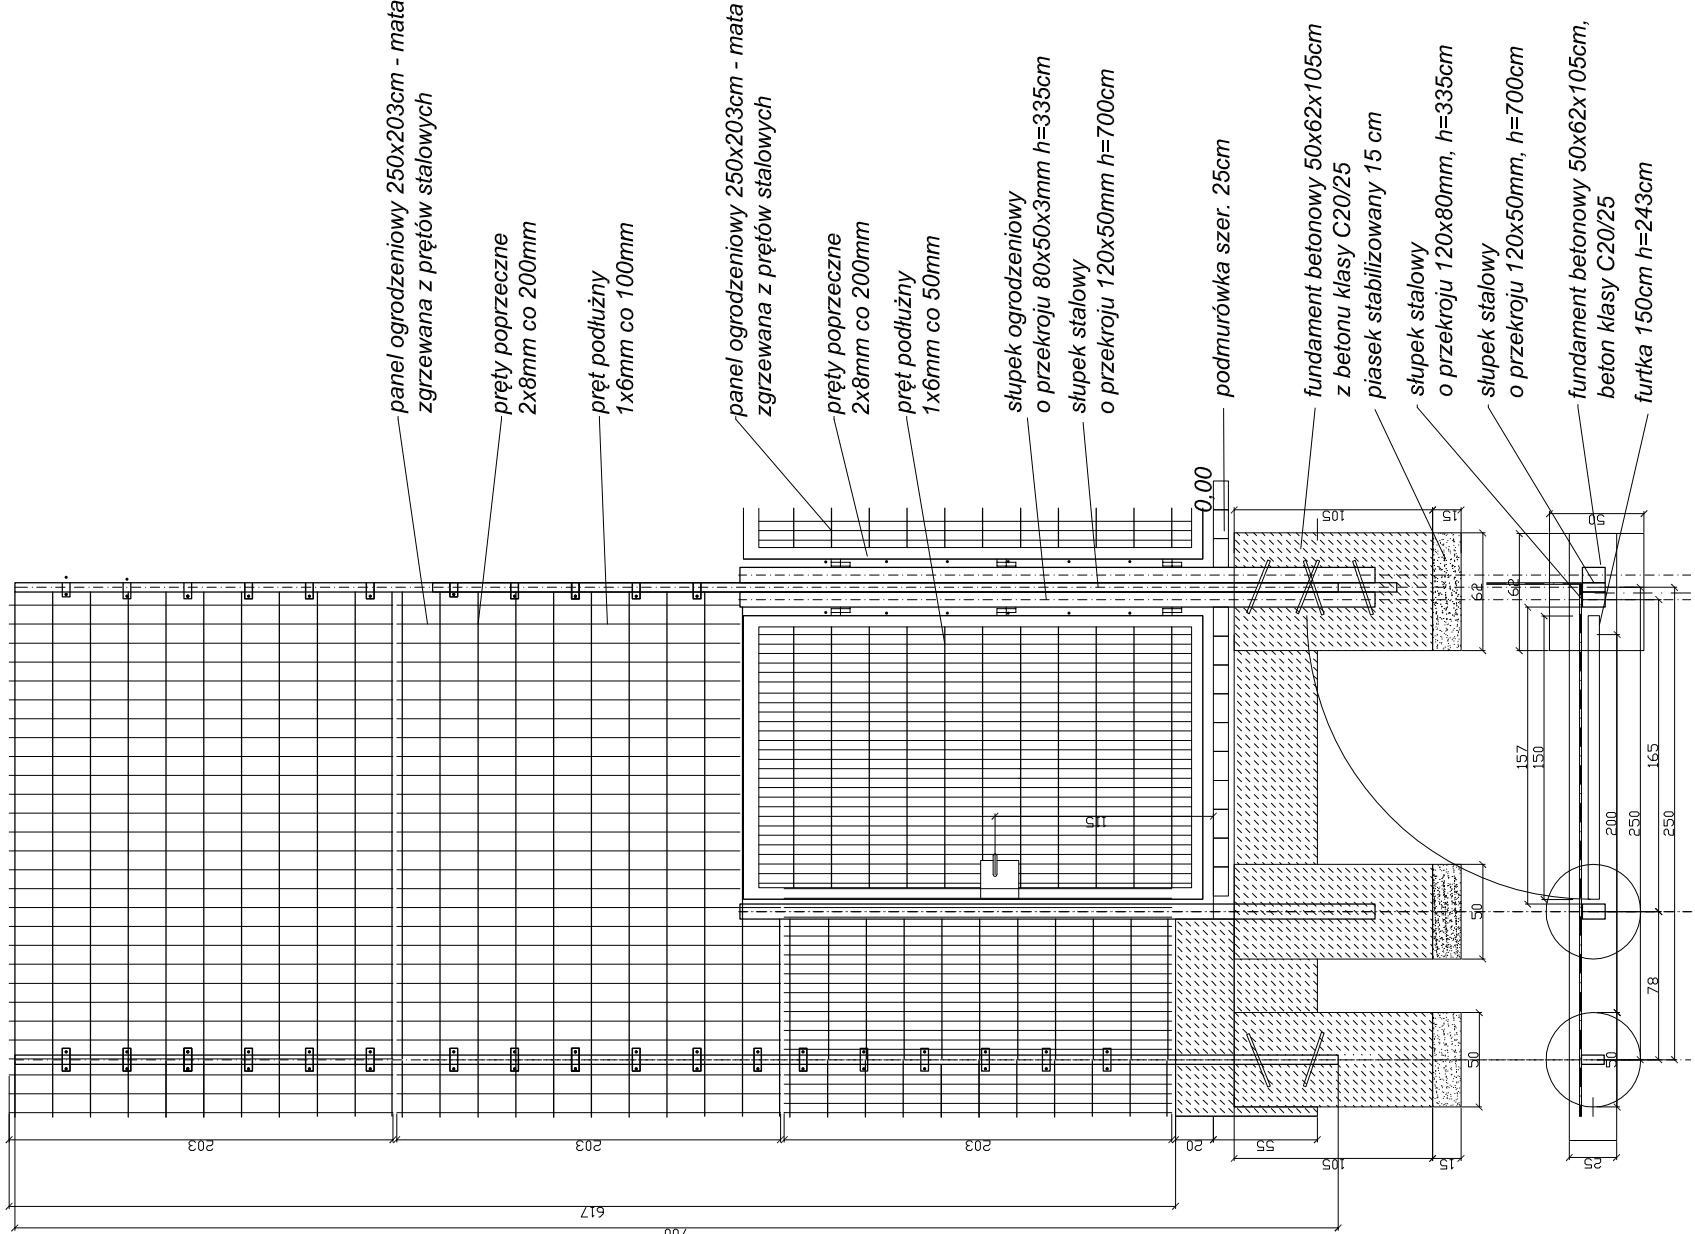 panel ogrodzeniowy 250x203cm - mata
zgrzewana z prętów stalowych
pręty poprzeczne
2x8mm co 200mm
pręt podłużny
1x6mm co 100mm
panel ogrodzeniowy 250x203cm - mata
zgrzewana z prętów stalowych
pręty poprzeczne
2x8mm co 200mm
pręt podłużny
1x6mm co 50mm
słupek ogrodzeniowy
o przekroju 80x50x3mm h=335cm
słupek stalowy
o przekroju 120x50mm h=700cm
podmurówka szer. 25cm
fundament betonowy 50x62x105cm
z betonu klasy C20/25
piasek stabilizowany 15 cm
słupek stalowy
o przekroju 120x80mm, h=335cm
słupek stalowy
o przekroju 120x50mm, h=700cm
fundament betonowy 50x62x105cm,
beton klasy C20/25
furtka 150cm h=243cm
0,00
105
15
62
62
50
115
157
150
165
200
250
250
50
78
50
50
203
203
203
20
55
105
15
25
617
700